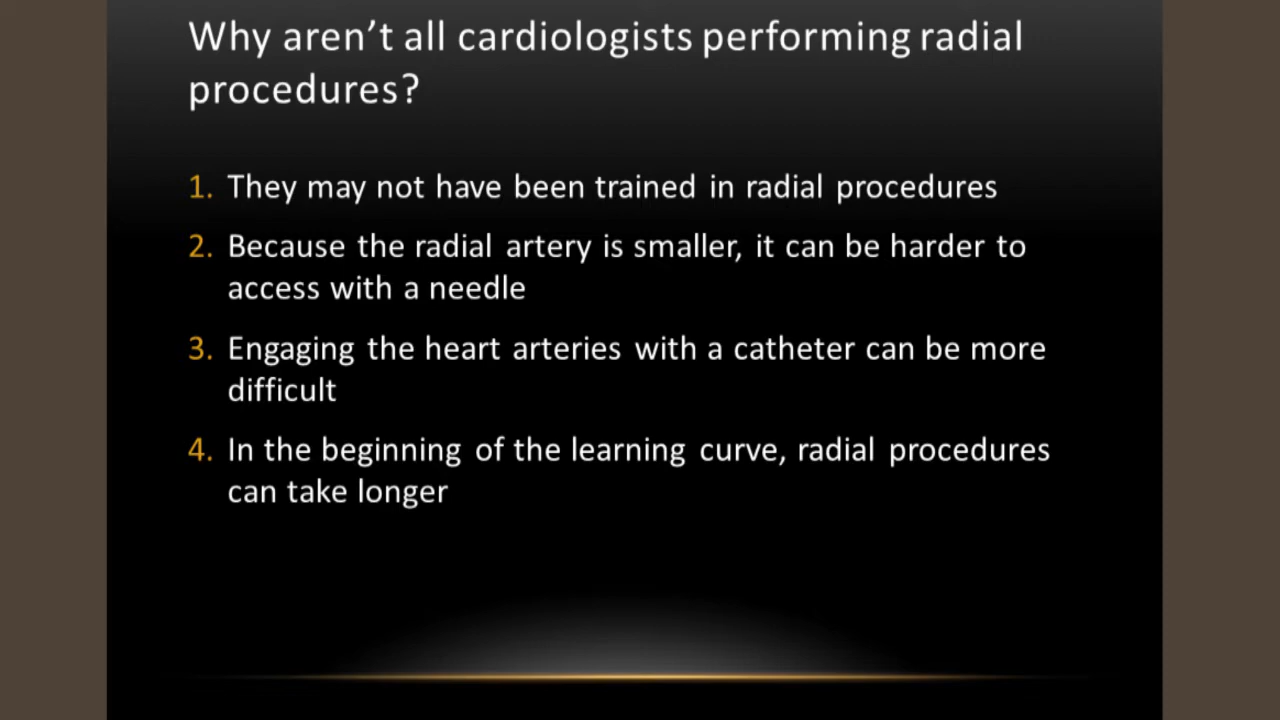 Why aren’t all cardiologists performing radial
procedures?
1. They may not have been trained in radial procedures
2. Because the radial artery is smaller, it can be harder to
access with a needle
3. Engaging the heart arteries with a catheter can be more
difficult
4. In the beginning of the learning curve, radial procedures
can take longer